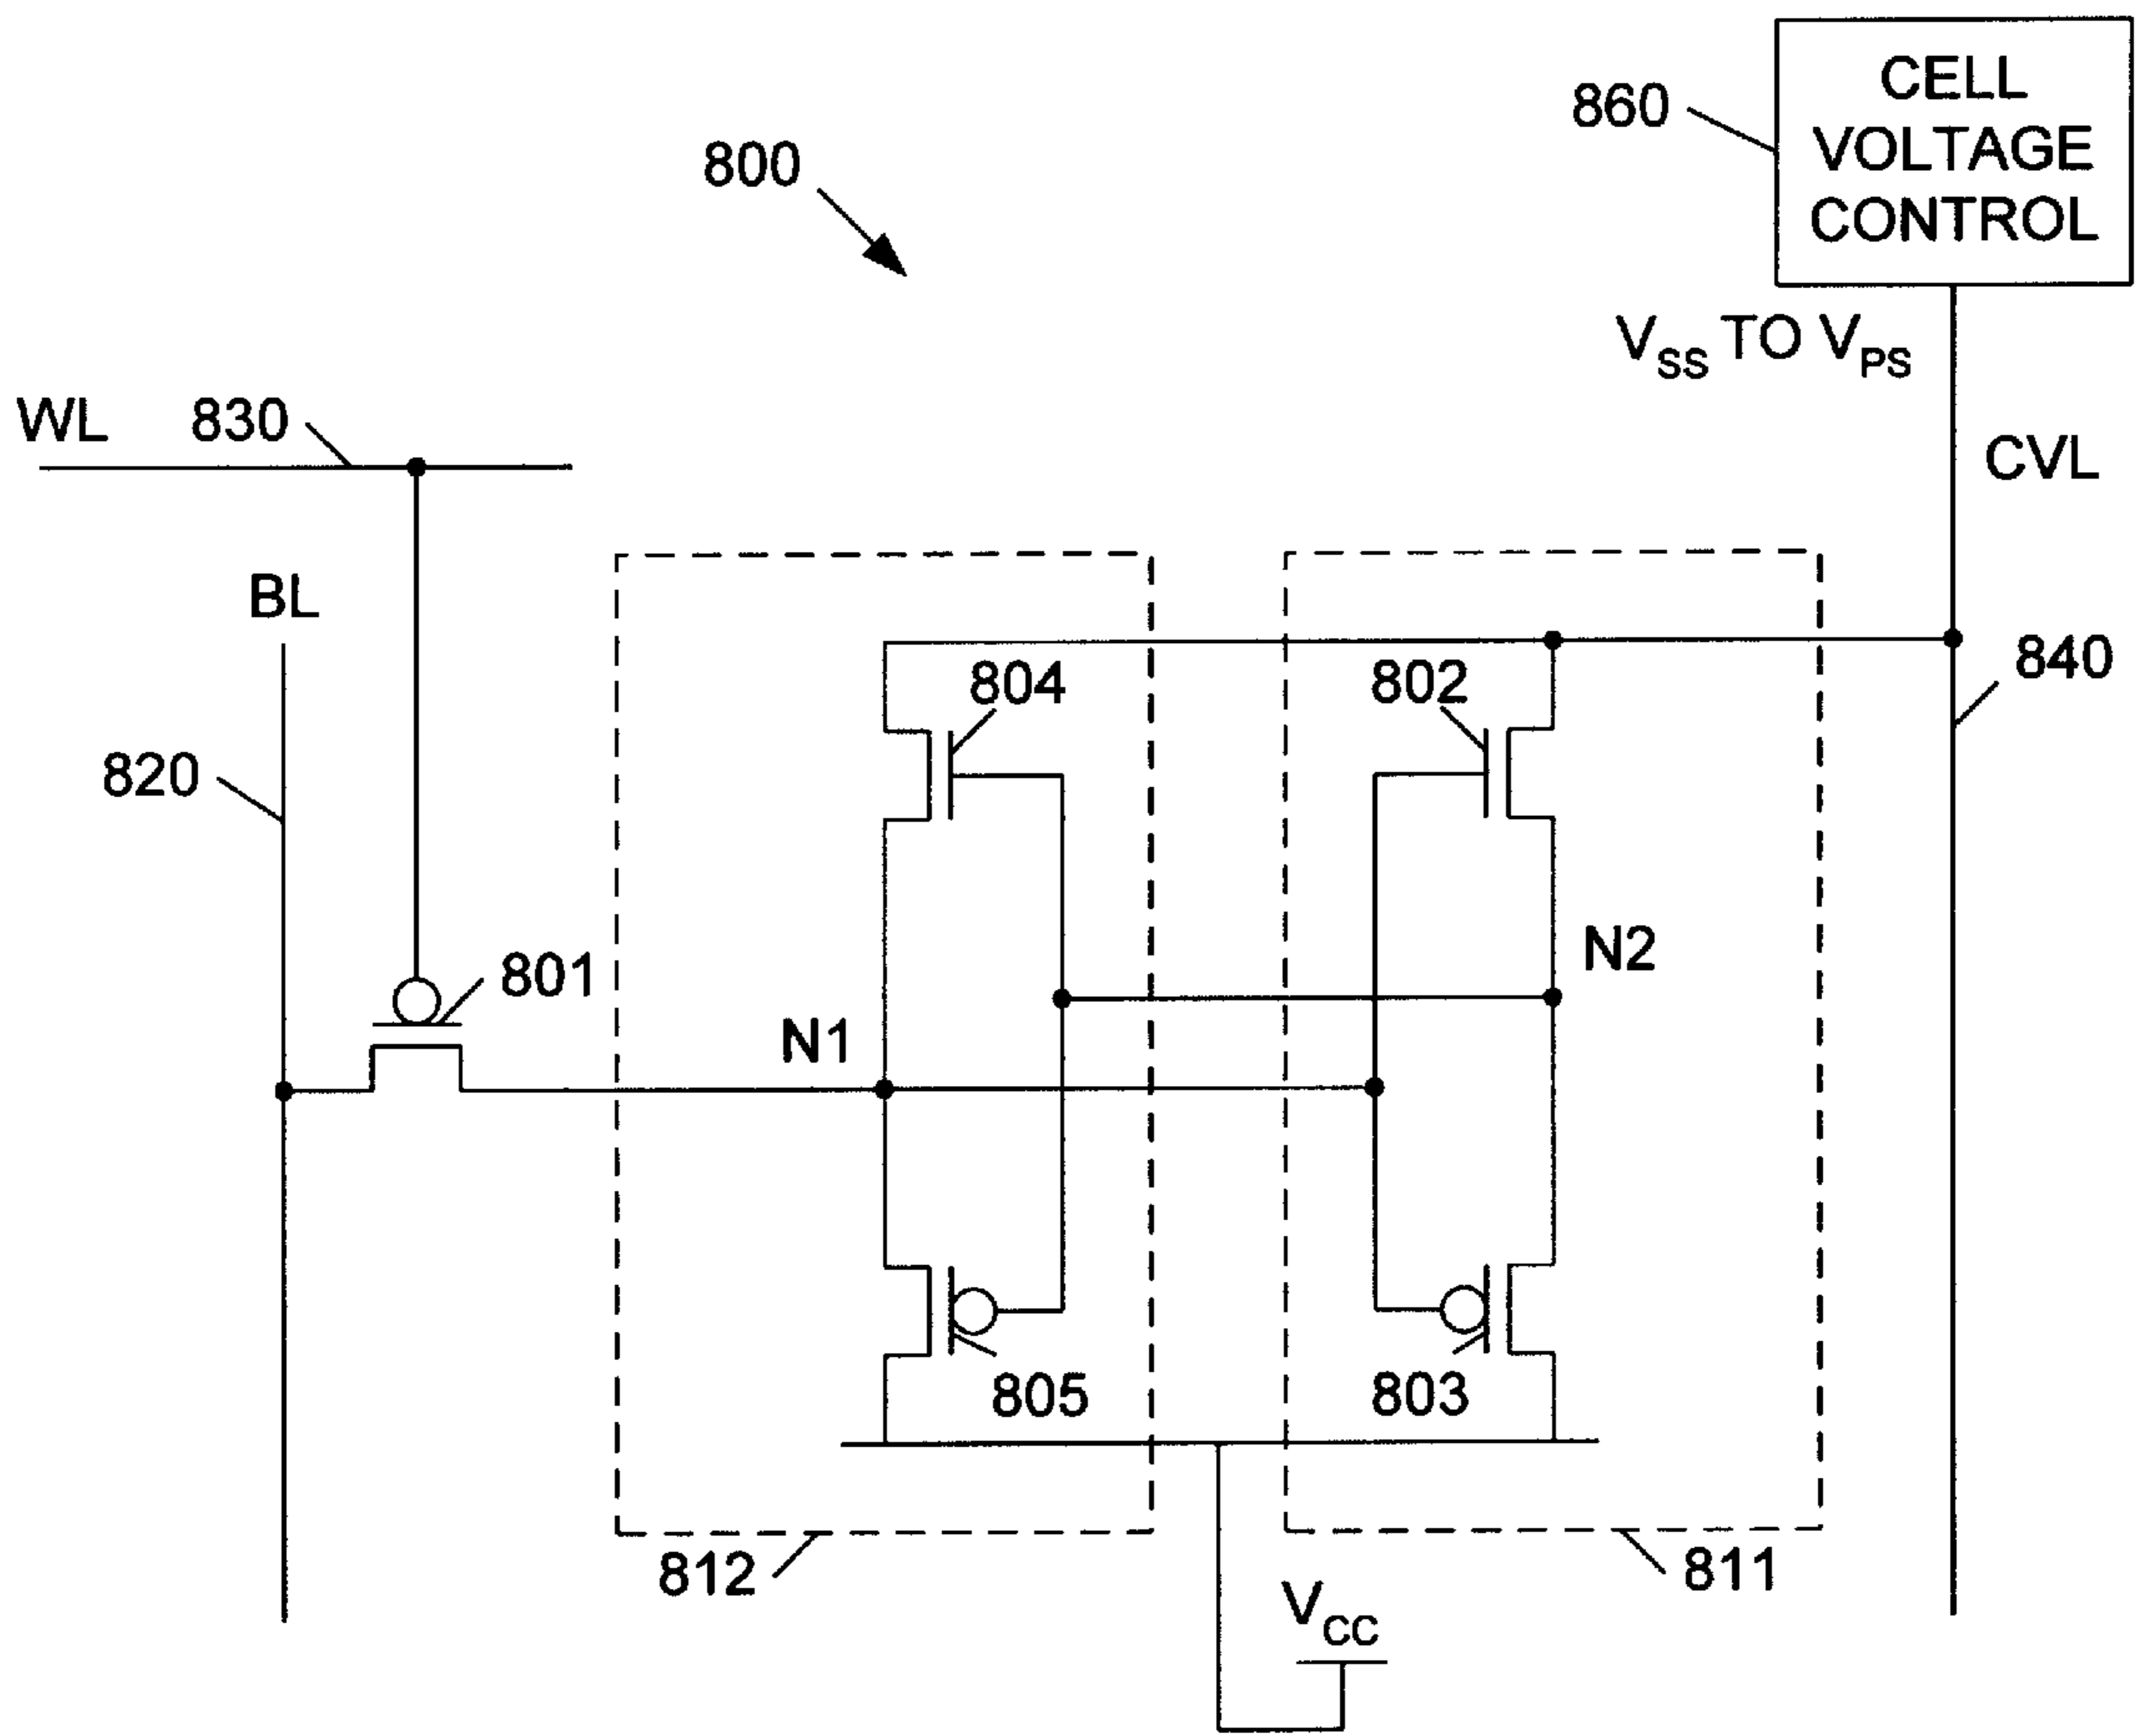 CELL
VOLTAGE
CONTROL
860
800
VSS TO VPS
WL
830
CVL
BL
804
802
840
820
801
N2
N1
805
803
812
811
VCC